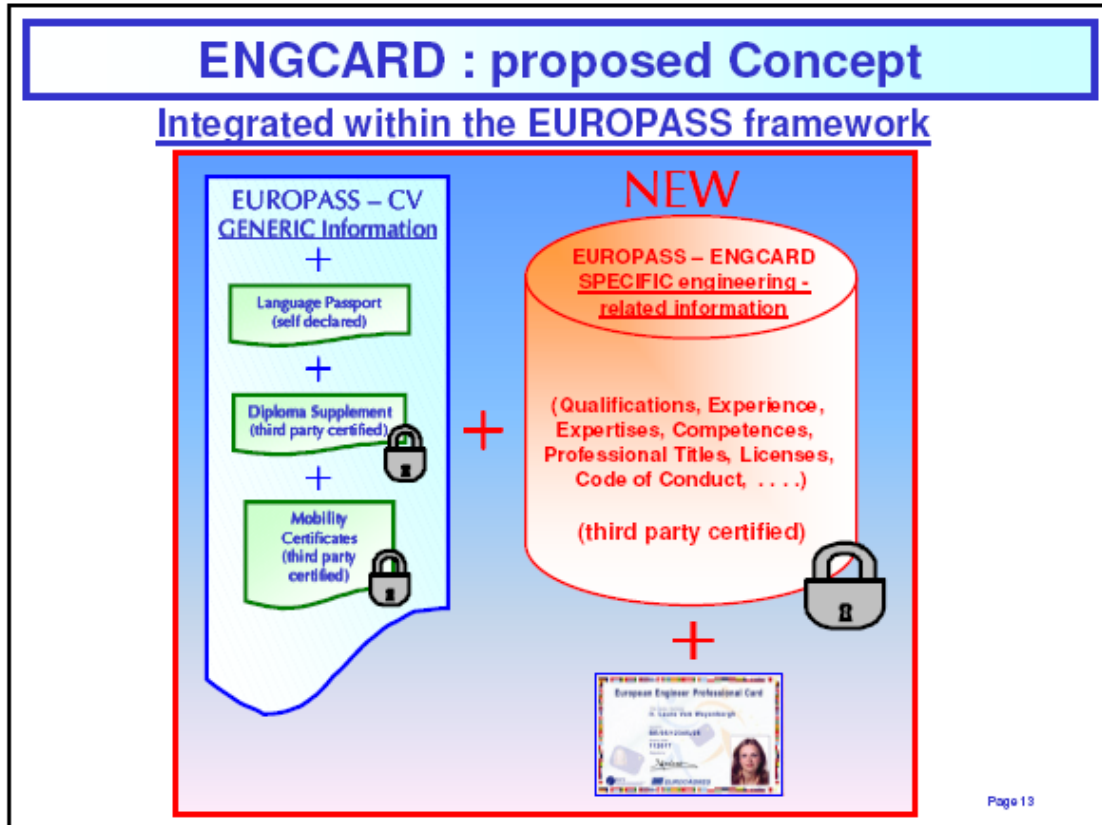 ENGCARD : proposed Concept
Integrated within the EUROPASS framework
EUROPASS – CV
GENERIC Information
+
Language Passport
(self declared)
+
Diploma Supplement
(third party certified)
+
Mobility
Certificates
(third party
certified)
+
NEW
EUROPASS – ENGCARD
SPECIFIC engineering -
related information
(Qualifications, Experience,
Expertises, Competences,
Professional Titles, Licenses,
Code of Conduct, . . . .)
(third party certified)
+
European Engineer Professional Card
Page 13